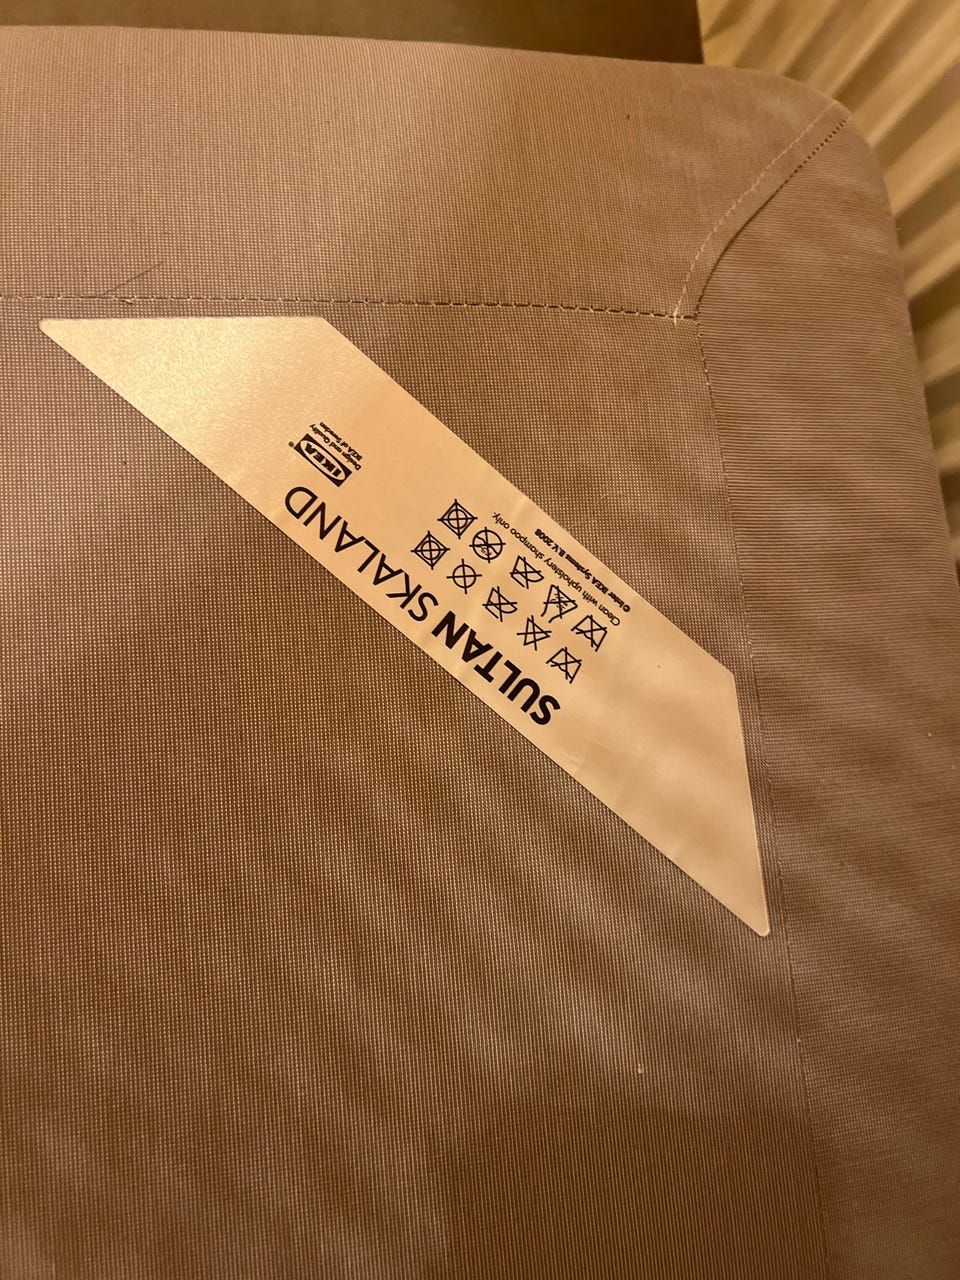 SULTAN SKALAND
IKEA®
Design and Quality
IKEA of Sweden
Clean with upholstery shampoo only.
© Inter IKEA Systems B.V. 2008